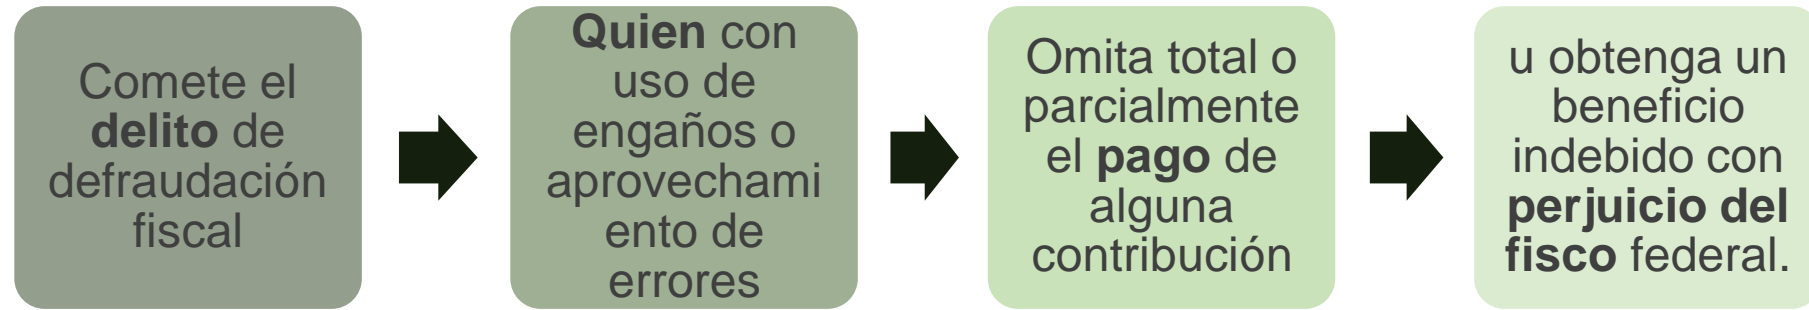 Comete el
delito de
defraudación
fiscal
Quien con
uso de
engaños o
aprovechami
ento de
errores
Omita total o
parcialmente
el pago de
alguna
contribución
u obtenga un
beneficio
indebido con
perjuicio del
fisco federal.